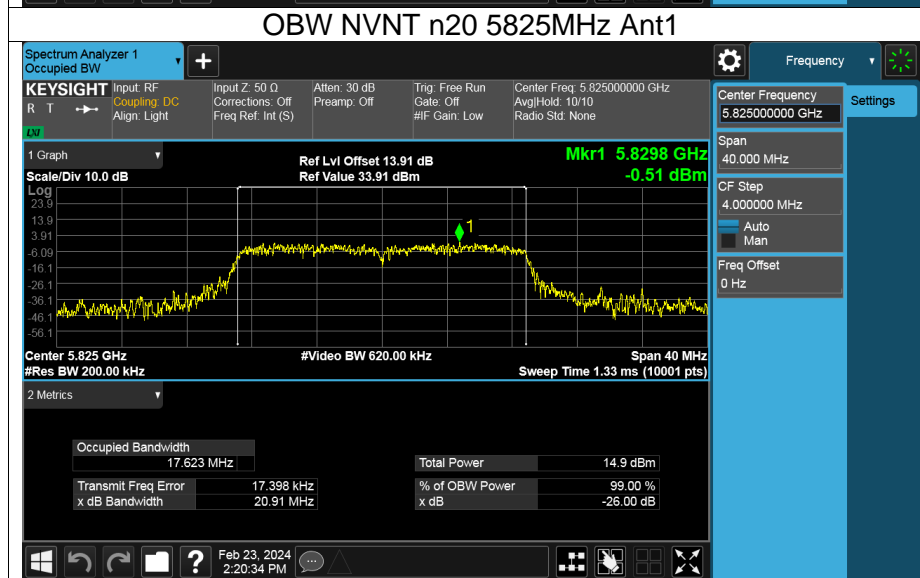 OBW NVNT n20 5825MHz Ant1
Spectrum Analyzer 1
Occupied BW
+
Frequency
KEYSIGHT
R T
LXI
Input: RF
Coupling: DC
Align: Light
Input Z: 50 Ω
Corrections: Off
Freq Ref: Int (S)
Atten: 30 dB
Preamp: Off
Trig: Free Run
Gate: Off
#IF Gain: Low
Center Freq: 5.825000000 GHz
Avg|Hold: 10/10
Radio Std: None
Center Frequency
5.825000000 GHz
Settings
Span
40.000 MHz
CF Step
4.000000 MHz
Auto
Man
Freq Offset
0 Hz
1 Graph
Scale/Div 10.0 dB
Ref Lvl Offset 13.91 dB
Ref Value 33.91 dBm
Mkr1 5.8298 GHz
-0.51 dBm
Log
23.9
13.9
3.91
-6.09
-16.1
-26.1
-36.1
-46.1
-56.1
1
Center 5.825 GHz
#Video BW 620.00 kHz
Span 40 MHz
#Res BW 200.00 kHz
Sweep Time 1.33 ms (10001 pts)
2 Metrics
Occupied Bandwidth
17.623 MHz
Total Power 14.9 dBm
Transmit Freq Error 17.398 kHz
% of OBW Power 99.00 %
x dB Bandwidth 20.91 MHz
x dB -26.00 dB
?
Feb 23, 2024
2:20:34 PM